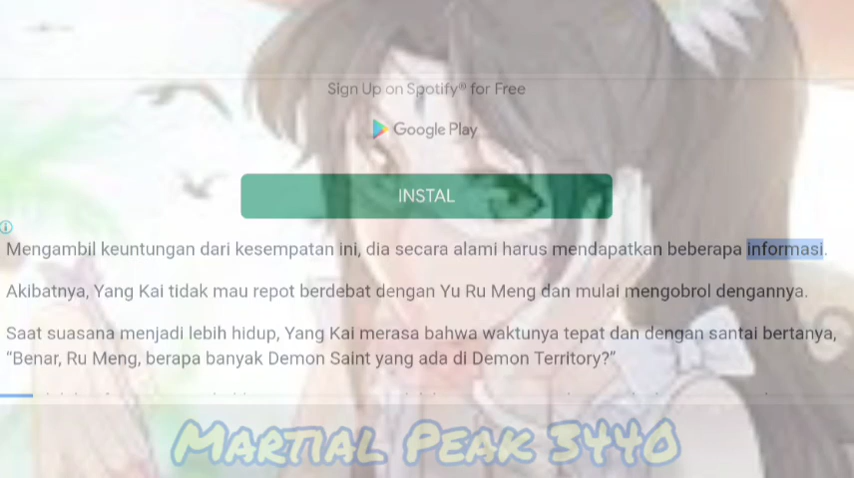 Sign Up on Spotify® for Free
Google Play
INSTAL
Mengambil keuntungan dari kesempatan ini, dia secara alami harus mendapatkan beberapa informasi.
Akibatnya, Yang Kai tidak mau repot berdebat dengan Yu Ru Meng dan mulai mengobrol dengannya.
Saat suasana menjadi lebih hidup, Yang Kai merasa bahwa waktunya tepat dan dengan santai bertanya,
“Benar, Ru Meng, berapa banyak Demon Saint yang ada di Demon Territory?”
MARTIAL PEAK 3440